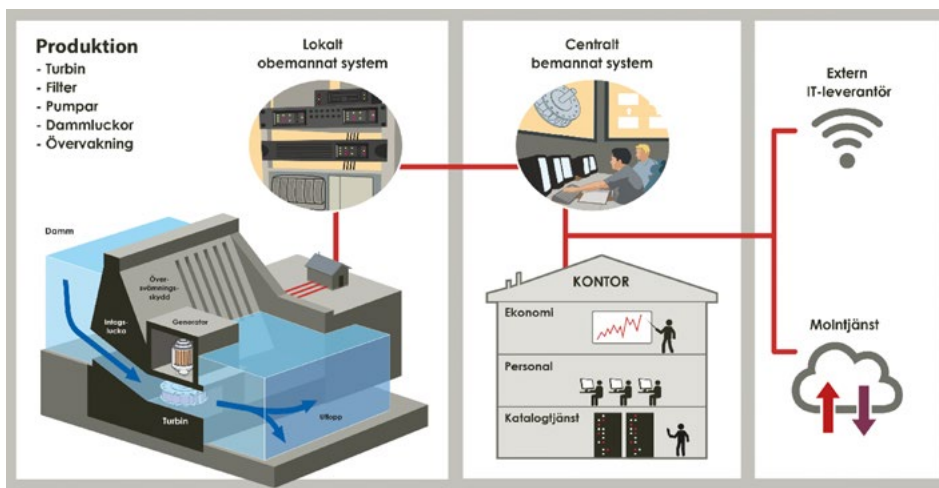 Produktion
- Turbin
- Filter
- Pumpar
- Dammluckor
- Övervakning
Lokalt
obemannat system
Centralt
bemannat system
Extern
IT-leverantör
Damm
Över-
svämnings-
skydd
Intags-
lucka
Generator
Turbin
Utlopp
KONTOR
Ekonomi
Personal
Katalogtjänst
Molntjänst